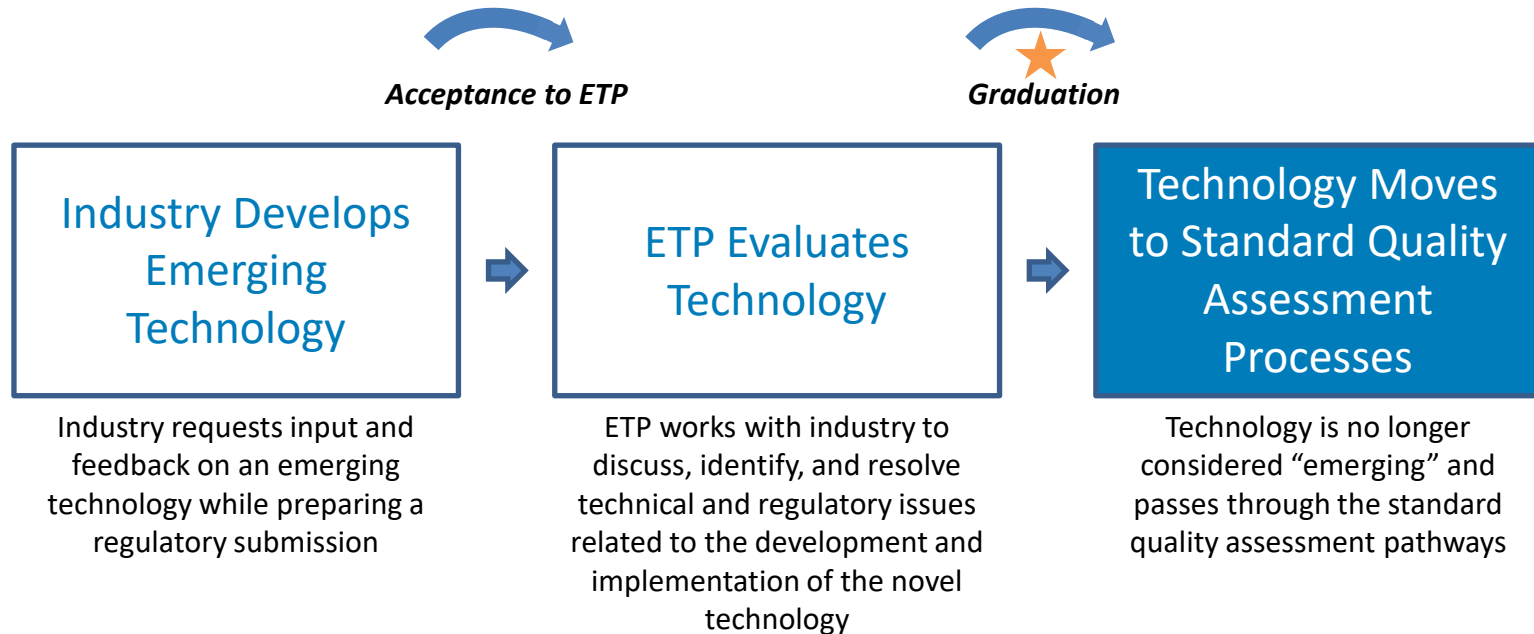 Acceptance to ETP
Graduation
Industry Develops
Emerging
Technology
ETP Evaluates
Technology
Technology Moves
to Standard Quality
Assessment
Processes
Industry requests input and
feedback on an emerging
technology while preparing a
regulatory submission
ETP works with industry to
discuss, identify, and resolve
technical and regulatory issues
related to the development and
implementation of the novel
technology
Technology is no longer
considered “emerging” and
passes through the standard
quality assessment pathways